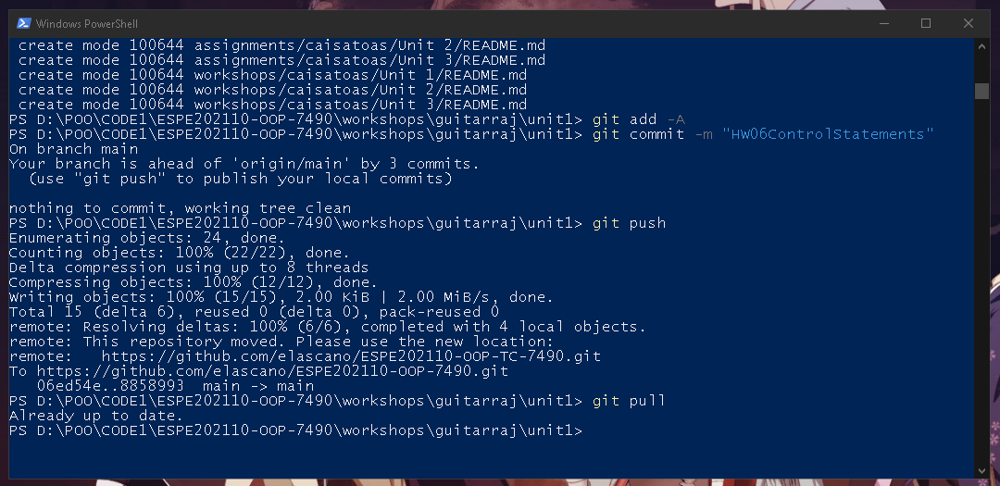 Windows PowerShell
create mode 100644 assignments/caisatoas/Unit 2/README.md
create mode 100644 assignments/caisatoas/Unit 3/README.md
create mode 100644 workshops/caisatoas/Unit 1/README.md
create mode 100644 workshops/caisatoas/Unit 2/README.md
create mode 100644 workshops/caisatoas/Unit 3/README.md
PS D:\POO\CODE1\ESPE202110-OOP-7490\workshops\guitarraj\unit1> git add -A
PS D:\POO\CODE1\ESPE202110-OOP-7490\workshops\guitarraj\unit1> git commit -m "HW06ControlStatements"
On branch main
Your branch is ahead of 'origin/main' by 3 commits.
  (use "git push" to publish your local commits)

nothing to commit, working tree clean
PS D:\POO\CODE1\ESPE202110-OOP-7490\workshops\guitarraj\unit1> git push
Enumerating objects: 24, done.
Counting objects: 100% (22/22), done.
Delta compression using up to 8 threads
Compressing objects: 100% (12/12), done.
Writing objects: 100% (15/15), 2.00 KiB | 2.00 MiB/s, done.
Total 15 (delta 6), reused 0 (delta 0), pack-reused 0
remote: Resolving deltas: 100% (6/6), completed with 4 local objects.
remote: This repository moved. Please use the new location:
remote:   https://github.com/elascano/ESPE202110-OOP-TC-7490.git
To https://github.com/elascano/ESPE202110-OOP-7490.git
   06ed54e..8858993  main -> main
PS D:\POO\CODE1\ESPE202110-OOP-7490\workshops\guitarraj\unit1> git pull
Already up to date.
PS D:\POO\CODE1\ESPE202110-OOP-7490\workshops\guitarraj\unit1>